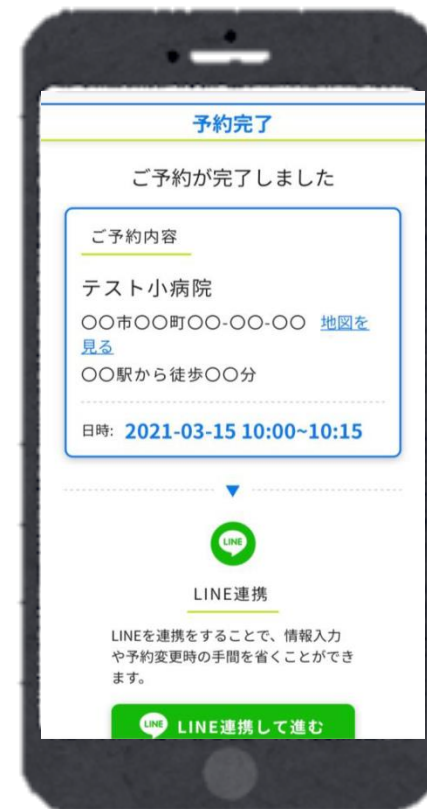 予約完了
ご予約が完了しました
ご予約内容
テスト小病院
〇〇市〇〇町〇〇-〇〇-〇〇 地図を
見る
〇〇駅から徒歩〇〇分
日時: 2021-03-15 10:00~10:15
LINE
LINE連携
LINEを連携をすることで、情報入力
や予約変更時の手間を省くことができ
ます。
LINE LINE連携して進む